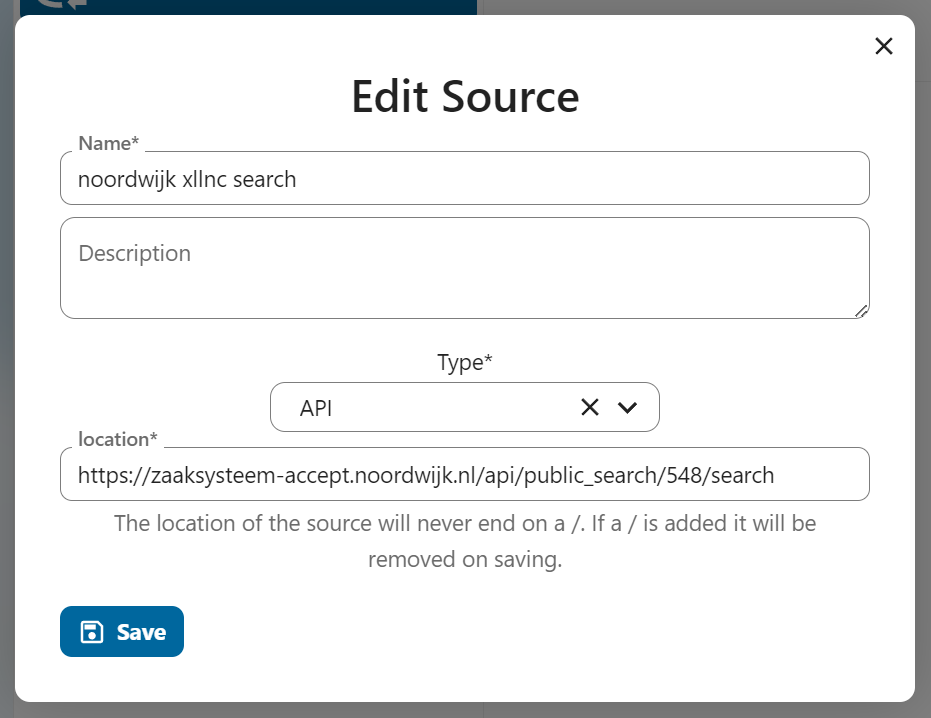 Edit Source
Name*
noordwijk xllnc search
Description
Type*
API
location*
https://zaaksysteem-accept.noordwijk.nl/api/public_search/548/search
The location of the source will never end on a /. If a / is added it will be
removed on saving.
Save